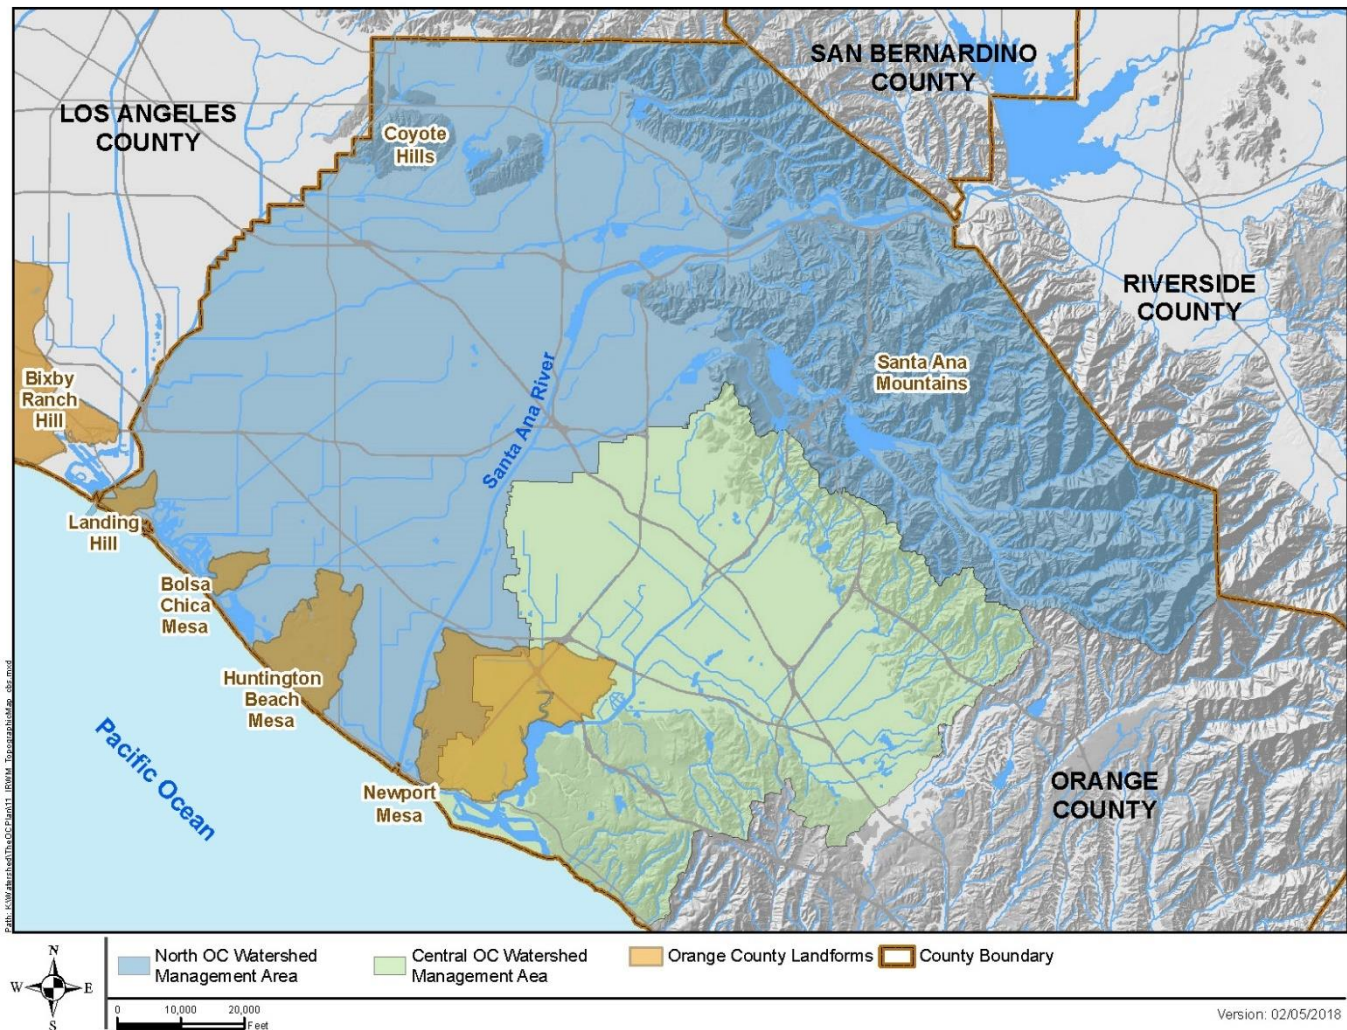 SAN BERNARDINO
COUNTY
LOS ANGELES
COUNTY
Coyote
Hills
RIVERSIDE
COUNTY
Santa Ana
Mountains
Bixby
Ranch
Hill
Santa Ana River
Landing
Hill
Bolsa
Chica
Mesa
Huntington
Beach
Mesa
Newport
Mesa
ORANGE
COUNTY
Pacific Ocean
N
W E
S
North OC Watershed
Management Area
Central OC Watershed
Management Aea
Orange County Landforms
County Boundary
0 10,000 20,000
Feet
Version: 02/05/2018